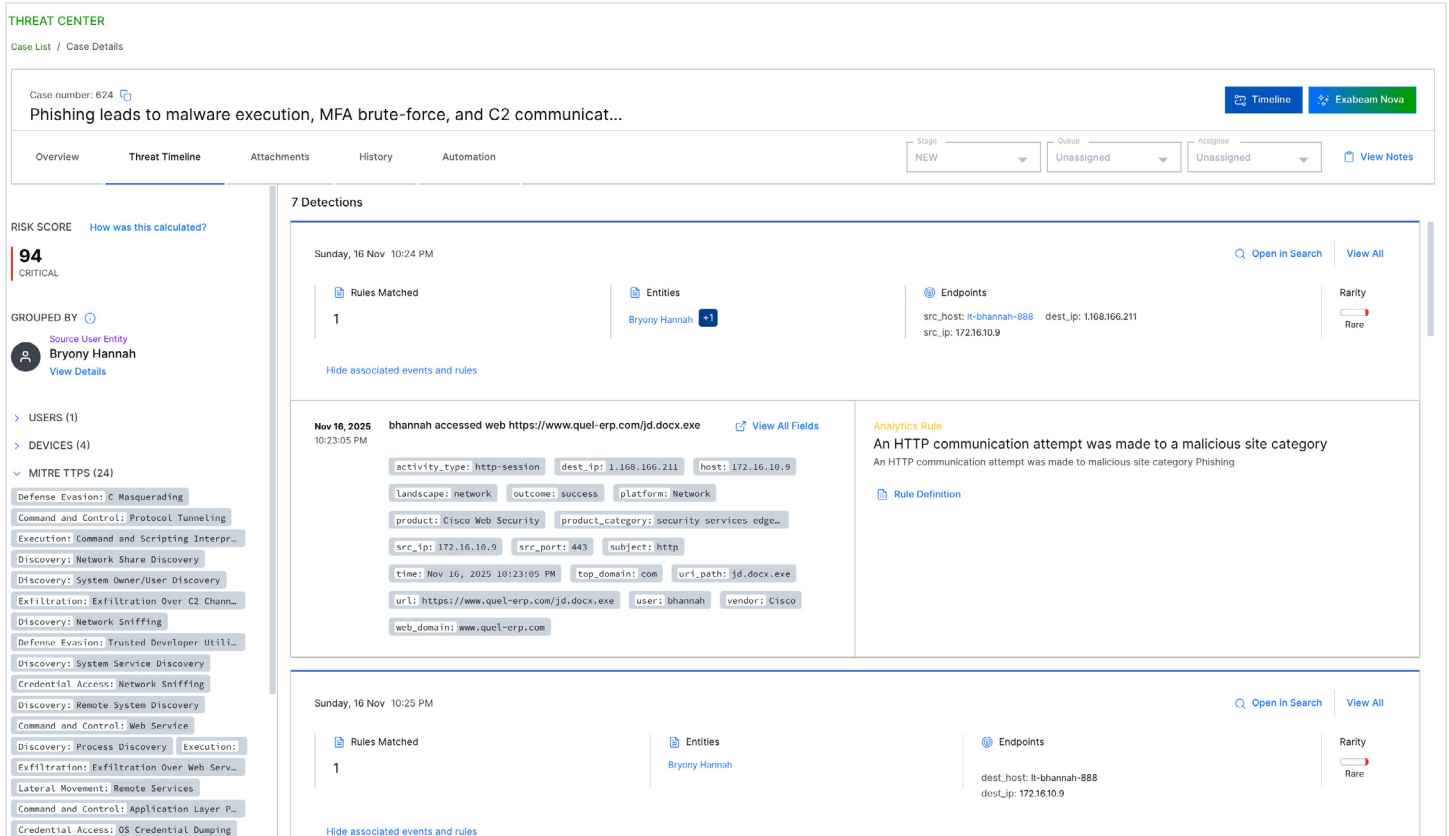 THREAT CENTER
Case List / Case Details
Case number: 624
Phishing leads to malware execution, MFA brute-force, and C2 communicat...
Timeline
Exabeam Nova
Overview
Threat Timeline
Attachments
History
Automation
Stage
NEW
Queue
Unassigned
Assignee
Unassigned
View Notes
RISK SCORE How was this calculated?
94
CRITICAL
GROUPED BY
Source User Entity
Bryony Hannah
View Details
USERS (1)
DEVICES (4)
MITRE TTPS (24)
Defense Evasion: C Masquerading
Command and Control: Protocol Tunneling
Execution: Command and Scripting Interpr…
Discovery: Network Share Discovery
Discovery: System Owner/User Discovery
Exfiltration: Exfiltration Over C2 Chann…
Discovery: Network Sniffing
Defense Evasion: Trusted Developer Utili…
Discovery: System Service Discovery
Credential Access: Network Sniffing
Discovery: Remote System Discovery
Command and Control: Web Service
Discovery: Process Discovery Execution:
Exfiltration: Exfiltration Over Web Serv…
Lateral Movement: Remote Services
Command and Control: Application Layer P…
Credential Access: OS Credential Dumping
7 Detections
Sunday, 16 Nov 10:24 PM
Open in Search
View All
Rules Matched
1
Entities
Bryony Hannah +1
Endpoints
src_host: lt-bhannah-888 dest_ip: 1.168.166.211
src_ip: 172.16.10.9
Rarity
Rare
Hide associated events and rules
Nov 16, 2025
10:23:05 PM
bhannah accessed web https://www.quel-erp.com/jd.docx.exe
View All Fields
activity_type: http-session dest_ip: 1.168.166.211 host: 172.16.10.9
landscape: network outcome: success platform: Network
product: Cisco Web Security product_category: security services edge…
src_ip: 172.16.10.9 src_port: 443 subject: http
time: Nov 16, 2025 10:23:05 PM top_domain: com uri_path: jd.docx.exe
url: https://www.quel-erp.com/jd.docx.exe user: bhannah vendor: Cisco
web_domain: www.quel-erp.com
Analytics Rule
An HTTP communication attempt was made to a malicious site category
An HTTP communication attempt was made to malicious site category Phishing
Rule Definition
Sunday, 16 Nov 10:25 PM
Open in Search
View All
Rules Matched
1
Entities
Bryony Hannah
Endpoints
dest_host: lt-bhannah-888
dest_ip: 172.16.10.9
Rarity
Rare
Hide associated events and rules